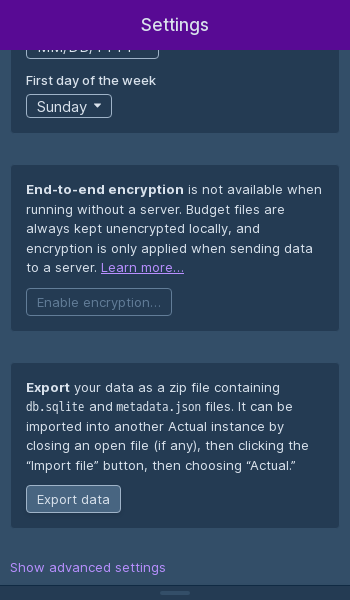 Settings
MM/DD/YYYY
First day of the week
Sunday
End-to-end encryption is not available when
running without a server. Budget files are
always kept unencrypted locally, and
encryption is only applied when sending data
to a server. Learn more…
Enable encryption…
Export your data as a zip file containing
db.sqlite and metadata.json files. It can be
imported into another Actual instance by
closing an open file (if any), then clicking the
“Import file” button, then choosing “Actual.”
Export data
Show advanced settings